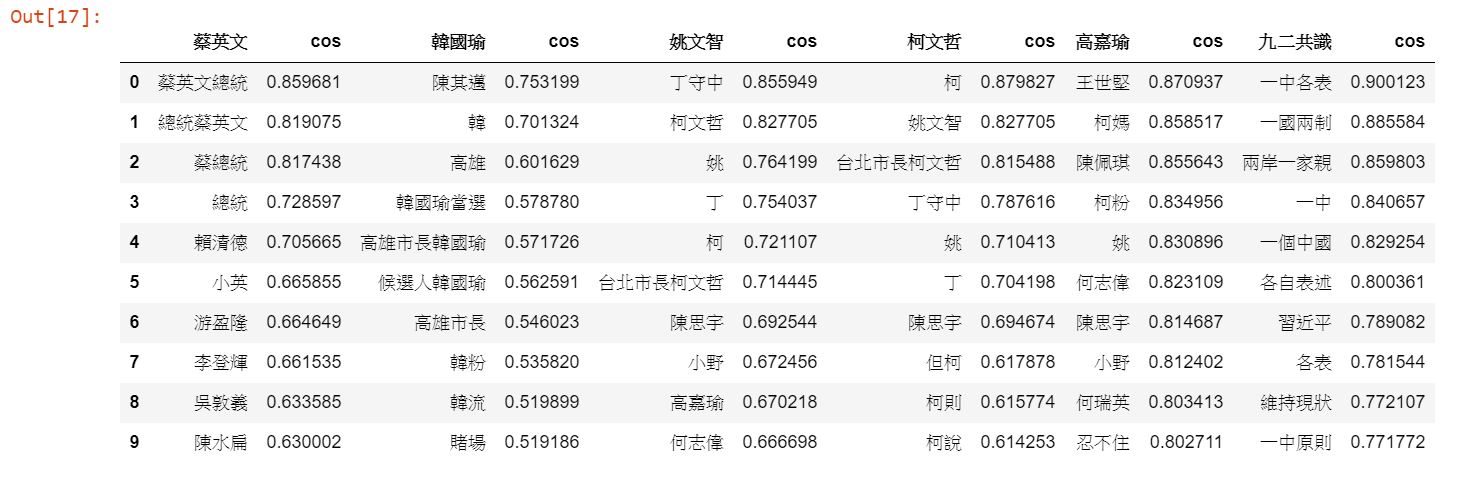 Out[17]:
蔡英文 cos 韓國瑜 cos 姚文智 cos 柯文哲 cos 高嘉瑜 cos 九二共識 cos
0 蔡英文總統 0.859681 陳其邁 0.753199 丁守中 0.855949 柯 0.879827 王世堅 0.870937 一中各表 0.900123
1 總統蔡英文 0.819075 韓 0.701324 柯文哲 0.827705 姚文智 0.827705 柯媽 0.858517 一國兩制 0.885584
2 蔡總統 0.817438 高雄 0.601629 姚 0.764199 台北市長柯文哲 0.815488 陳佩琪 0.855643 兩岸一家親 0.859803
3 總統 0.728597 韓國瑜當選 0.578780 丁 0.754037 丁守中 0.787616 柯粉 0.834956 一中 0.840657
4 賴清德 0.705665 高雄市長韓國瑜 0.571726 柯 0.721107 姚 0.710413 姚 0.830896 一個中國 0.829254
5 小英 0.665855 候選人韓國瑜 0.562591 台北市長柯文哲 0.714445 丁 0.704198 何志偉 0.823109 各自表述 0.800361
6 游盈隆 0.664649 高雄市長 0.546023 陳思宇 0.692544 陳思宇 0.694674 陳思宇 0.814687 習近平 0.789082
7 李登輝 0.661535 韓粉 0.535820 小野 0.672456 但柯 0.617878 小野 0.812402 各表 0.781544
8 吳敦義 0.633585 韓流 0.519899 高嘉瑜 0.670218 柯則 0.615774 何瑞英 0.803413 維持現狀 0.772107
9 陳水扁 0.630002 賭場 0.519186 何志偉 0.666698 柯說 0.614253 忍不住 0.802711 一中原則 0.771772